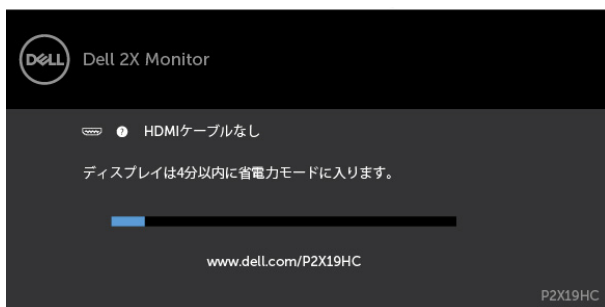 DELL
Dell 2X Monitor
HDMIケーブルなし
ディスプレイは4分以内に省電力モードに入ります。
www.dell.com/P2X19HC
P2X19HC